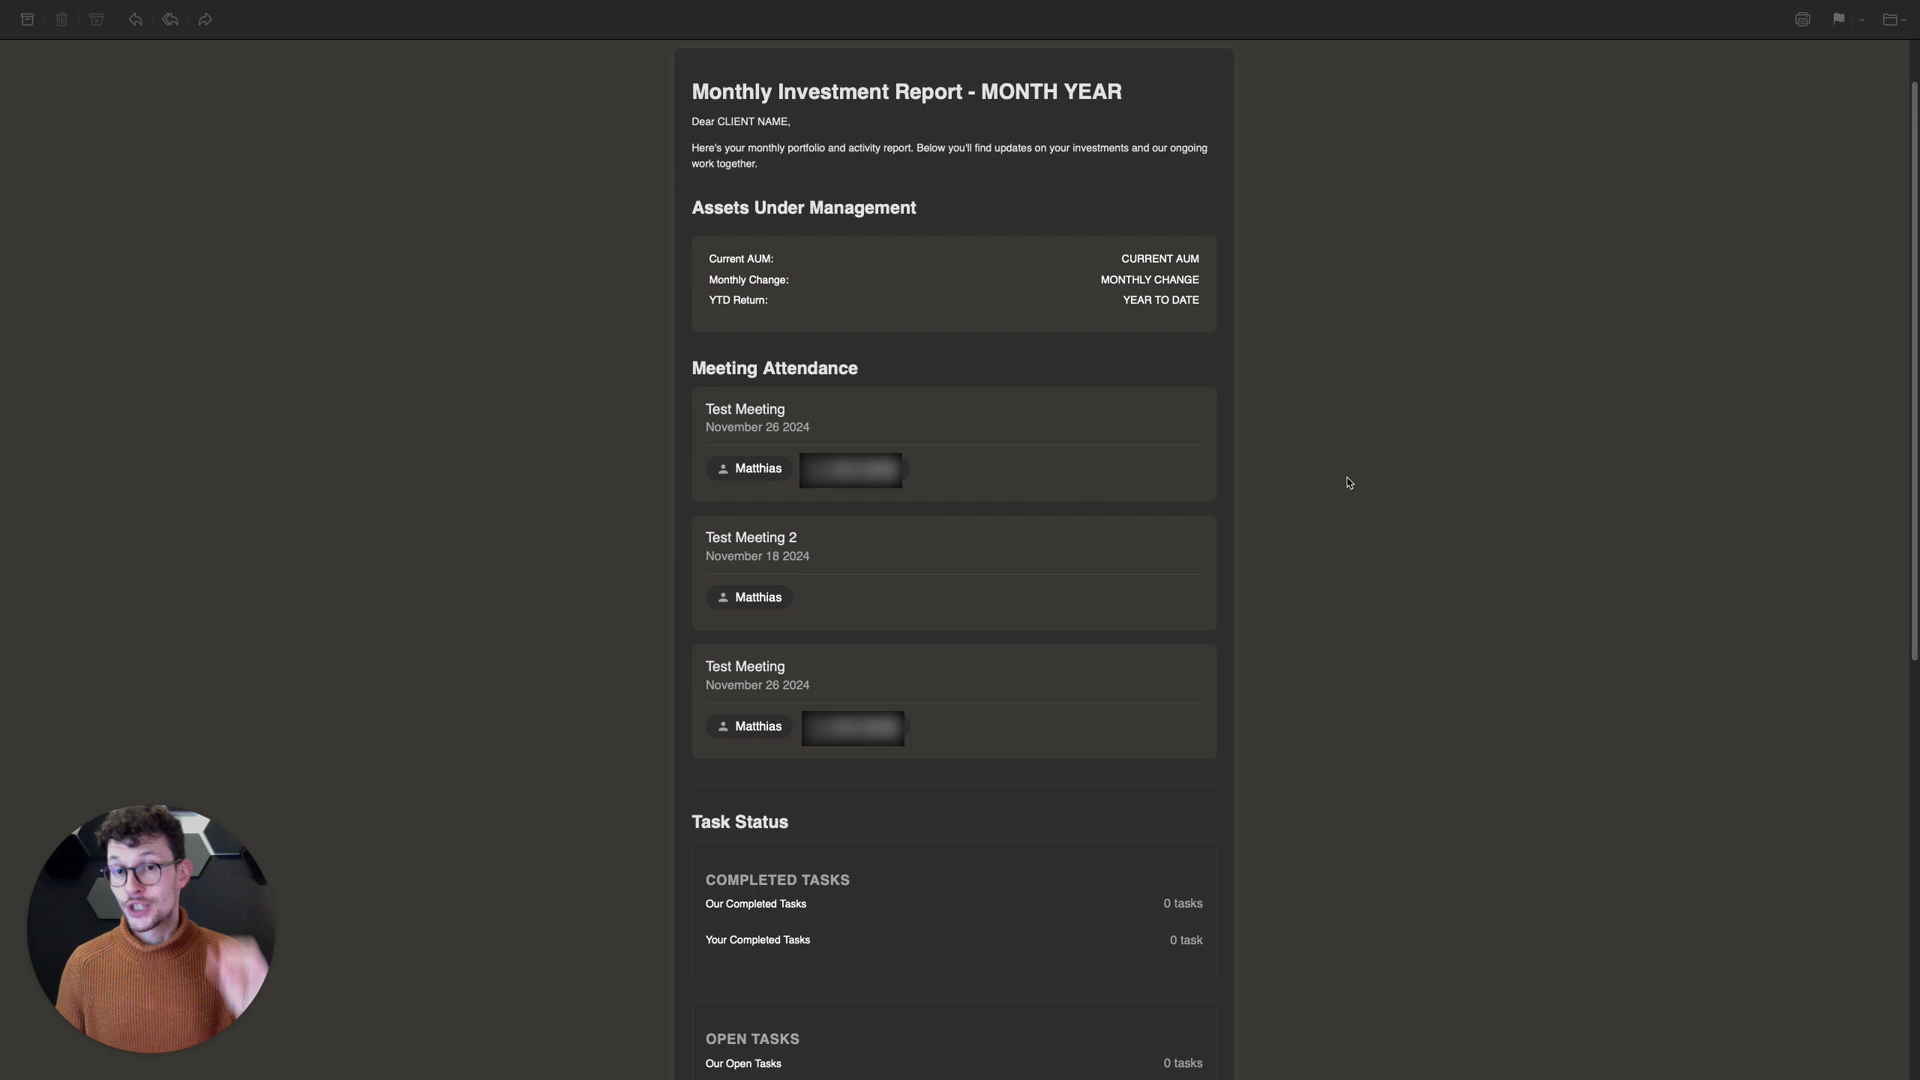 Monthly Investment Report - MONTH YEAR
Dear CLIENT NAME,
Here's your monthly portfolio and activity report. Below you'll find updates on your investments and our ongoing
work together.
Assets Under Management
Current AUM: CURRENT AUM
Monthly Change: MONTHLY CHANGE
YTD Return: YEAR TO DATE
Meeting Attendance
Test Meeting
November 26 2024
Matthias
Test Meeting 2
November 18 2024
Matthias
Test Meeting
November 26 2024
Matthias
Task Status
COMPLETED TASKS
Our Completed Tasks 0 tasks
Your Completed Tasks 0 task
OPEN TASKS
Our Open Tasks 0 tasks